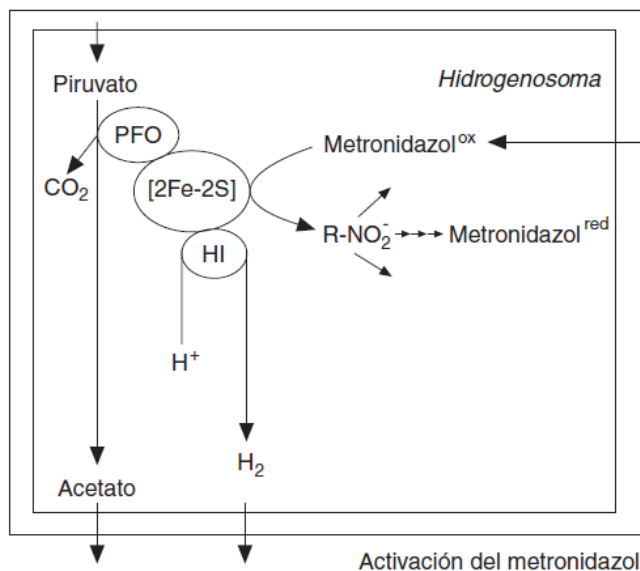 Hidrogenosoma
Piruvato
PFO
Metronidazol^ox
CO₂
[2Fe-2S]
R-NO₂⁻
Metronidazol^red
HI
H⁺
H₂
Acetato
Activación del metronidazol